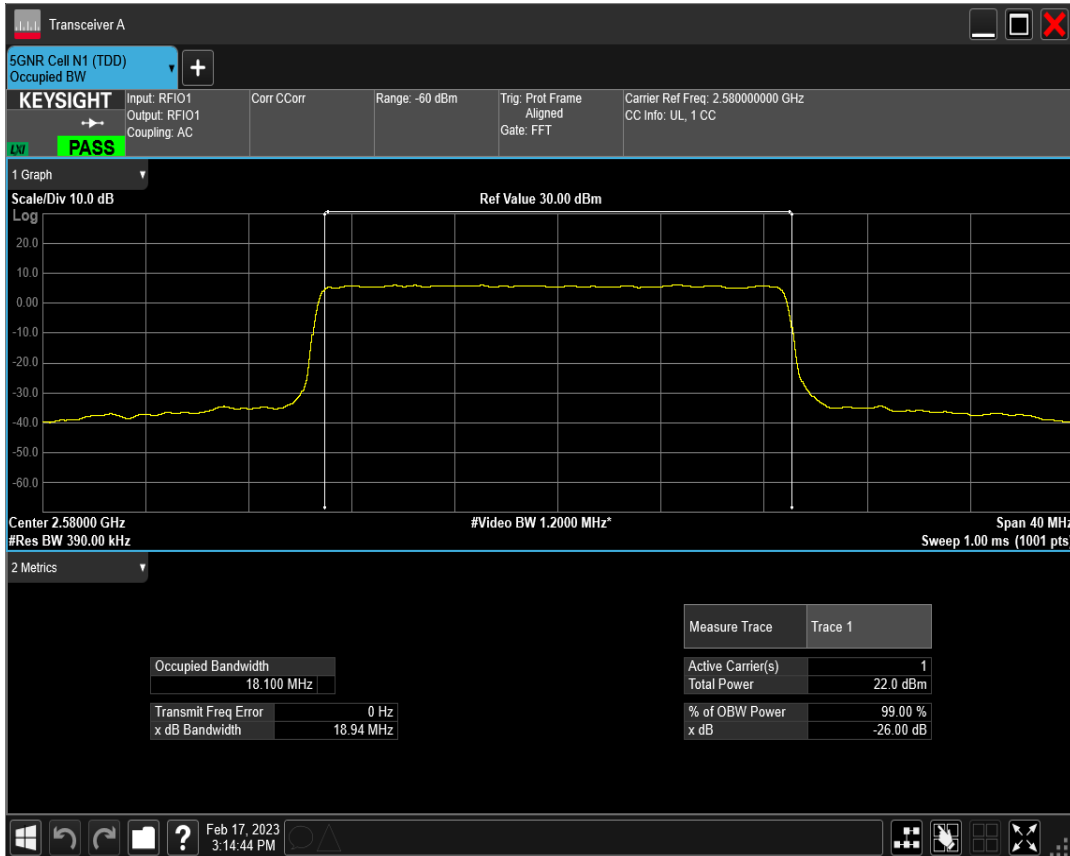 Transceiver A
5GNR Cell N1 (TDD)
Occupied BW
+
KEYSIGHT
LXI
PASS
Input: RFIO1
Output: RFIO1
Coupling: AC
Corr CCorr
Range: -60 dBm
Trig: Prot Frame
Aligned
Gate: FFT
Carrier Ref Freq: 2.580000000 GHz
CC Info: UL, 1 CC
1 Graph
Scale/Div 10.0 dB
Ref Value 30.00 dBm
Log
20.0
10.0
0.00
-10.0
-20.0
-30.0
-40.0
-50.0
-60.0
Center 2.58000 GHz
#Video BW 1.2000 MHz*
Span 40 MHz
#Res BW 390.00 kHz
Sweep 1.00 ms (1001 pts)
2 Metrics
Measure Trace Trace 1
Occupied Bandwidth
18.100 MHz
Transmit Freq Error 0 Hz
x dB Bandwidth 18.94 MHz
Active Carrier(s) 1
Total Power 22.0 dBm
% of OBW Power 99.00 %
x dB -26.00 dB
?
Feb 17, 2023
3:14:44 PM